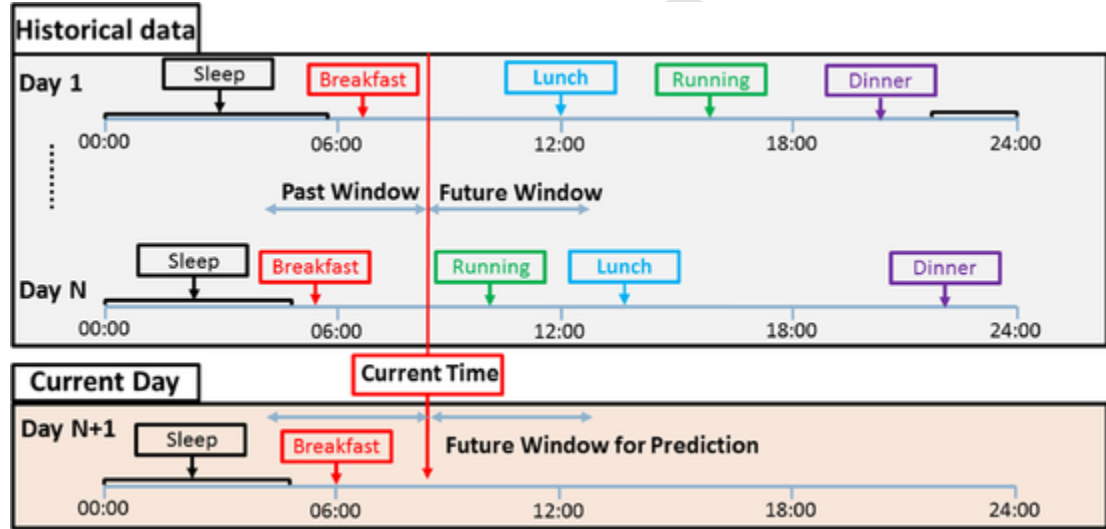 Historical data
Day 1
Sleep
Breakfast
Lunch
Running
Dinner
00:00
06:00
12:00
18:00
24:00
Past Window
Future Window
Day N
Sleep
Breakfast
Running
Lunch
Dinner
00:00
06:00
12:00
18:00
24:00
Current Time
Current Day
Day N+1
Sleep
Breakfast
Future Window for Prediction
00:00
06:00
12:00
18:00
24:00